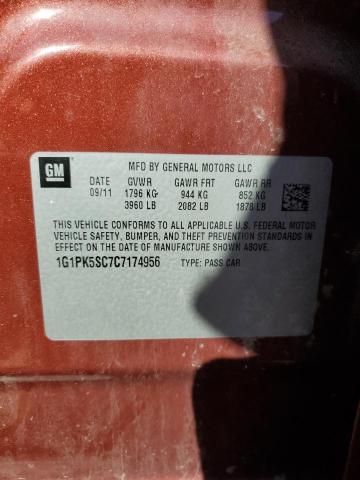 GM
MFD BY GENERAL MOTORS LLC
DATE GVWR GAWR FRT GAWR RR
09/11 1796 KG 944 KG 852 KG
3960 LB 2082 LB 1878 LB
THIS VEHICLE CONFORMS TO ALL APPLICABLE U.S. FEDERAL MOTOR
VEHICLE SAFETY, BUMPER, AND THEFT PREVENTION STANDARDS
IN EFFECT ON THE DATE OF MANUFACTURE SHOWN ABOVE.
1G1PK5SC7C7174956 TYPE: PASS CAR